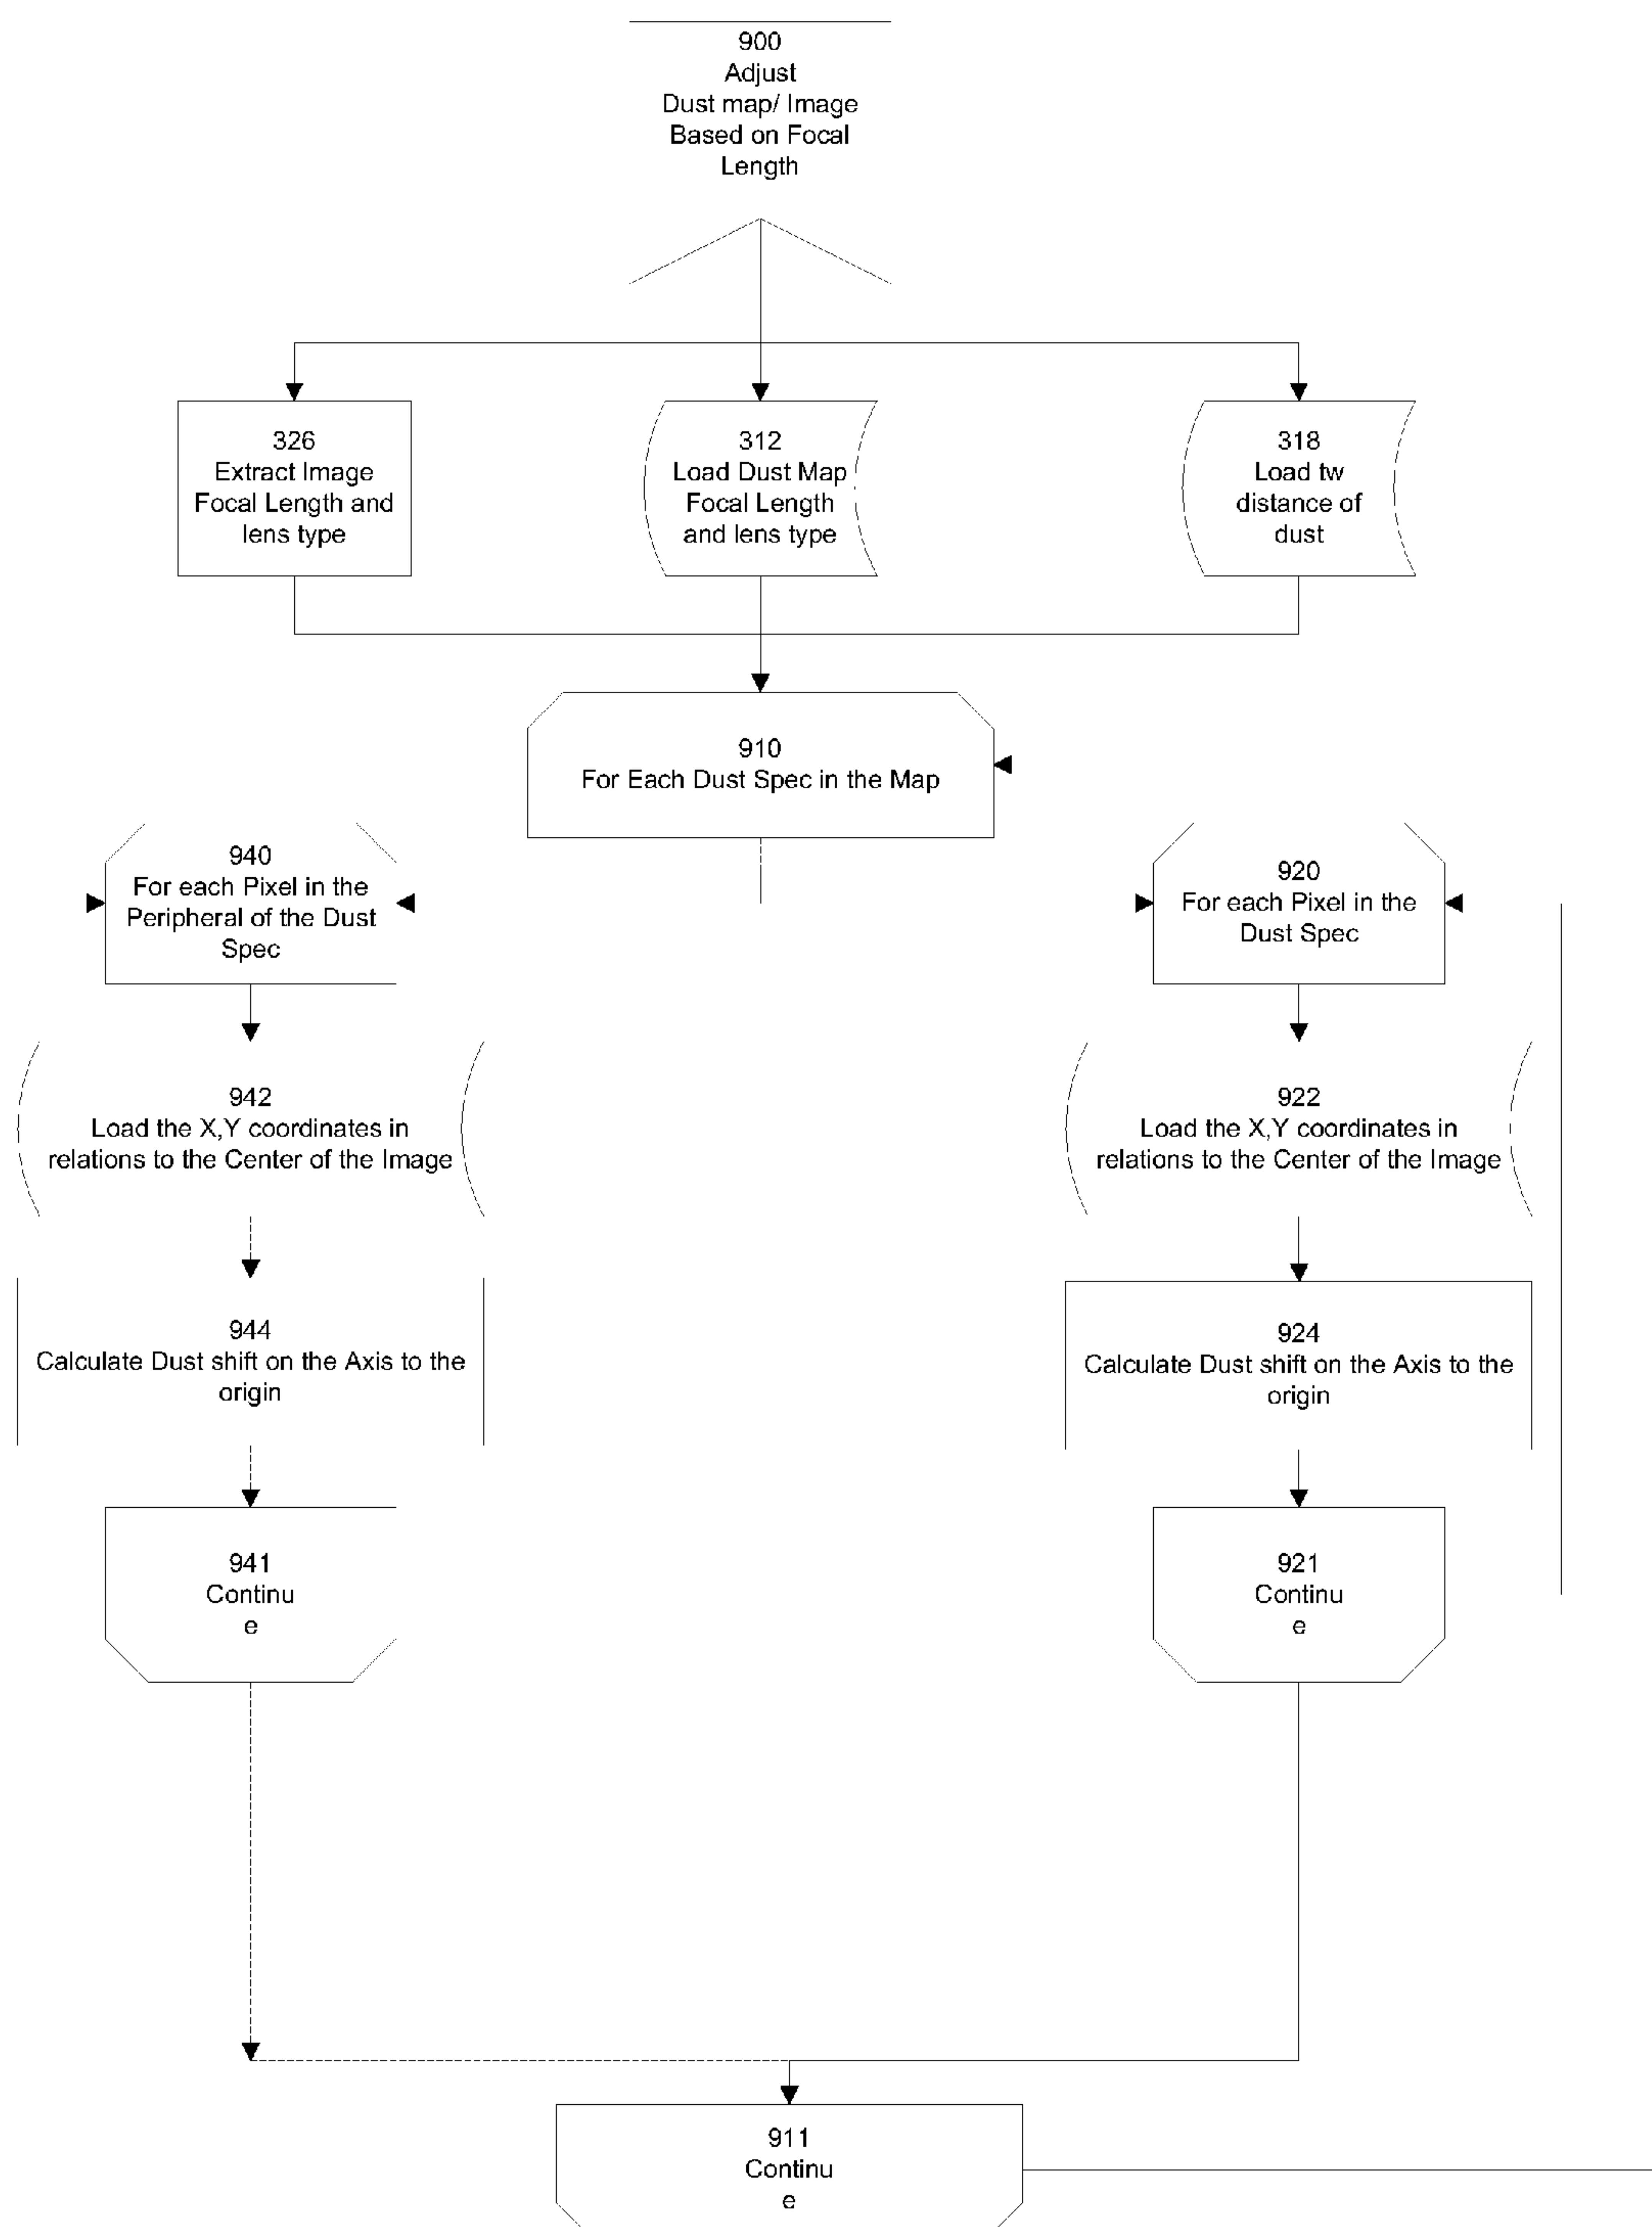 900
Adjust
Dust map/ Image
Based on Focal
Length
326
Extract Image
Focal Length and
lens type
312
Load Dust Map
Focal Length
and lens type
318
Load tw
distance of
dust
910
For Each Dust Spec in the Map
940
For each Pixel in the
Peripheral of the Dust
Spec
920
For each Pixel in the
Dust Spec
942
Load the X,Y coordinates in
relations to the Center of the Image
922
Load the X,Y coordinates in
relations to the Center of the Image
944
Calculate Dust shift on the Axis to the
origin
924
Calculate Dust shift on the Axis to the
origin
941
Continu
e
921
Continu
e
911
Continu
e